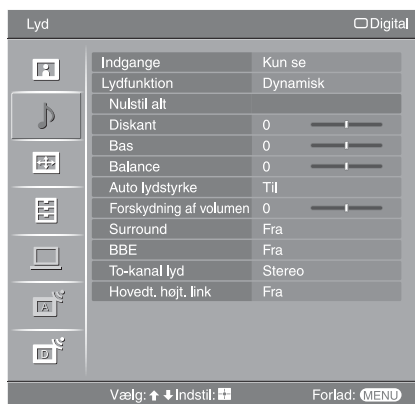 Lyd Digital
Indgange Kun se
Lydfunktion Dynamisk
Nulstil alt
Diskant 0
Bas 0
Balance 0
Auto lydstyrke Til
Forskydning af volumen 0
Surround Fra
BBE Fra
To-kanal lyd Stereo
Hovedt. højt. link Fra
A
D
Vælg: Indstil: Forlad: MENU